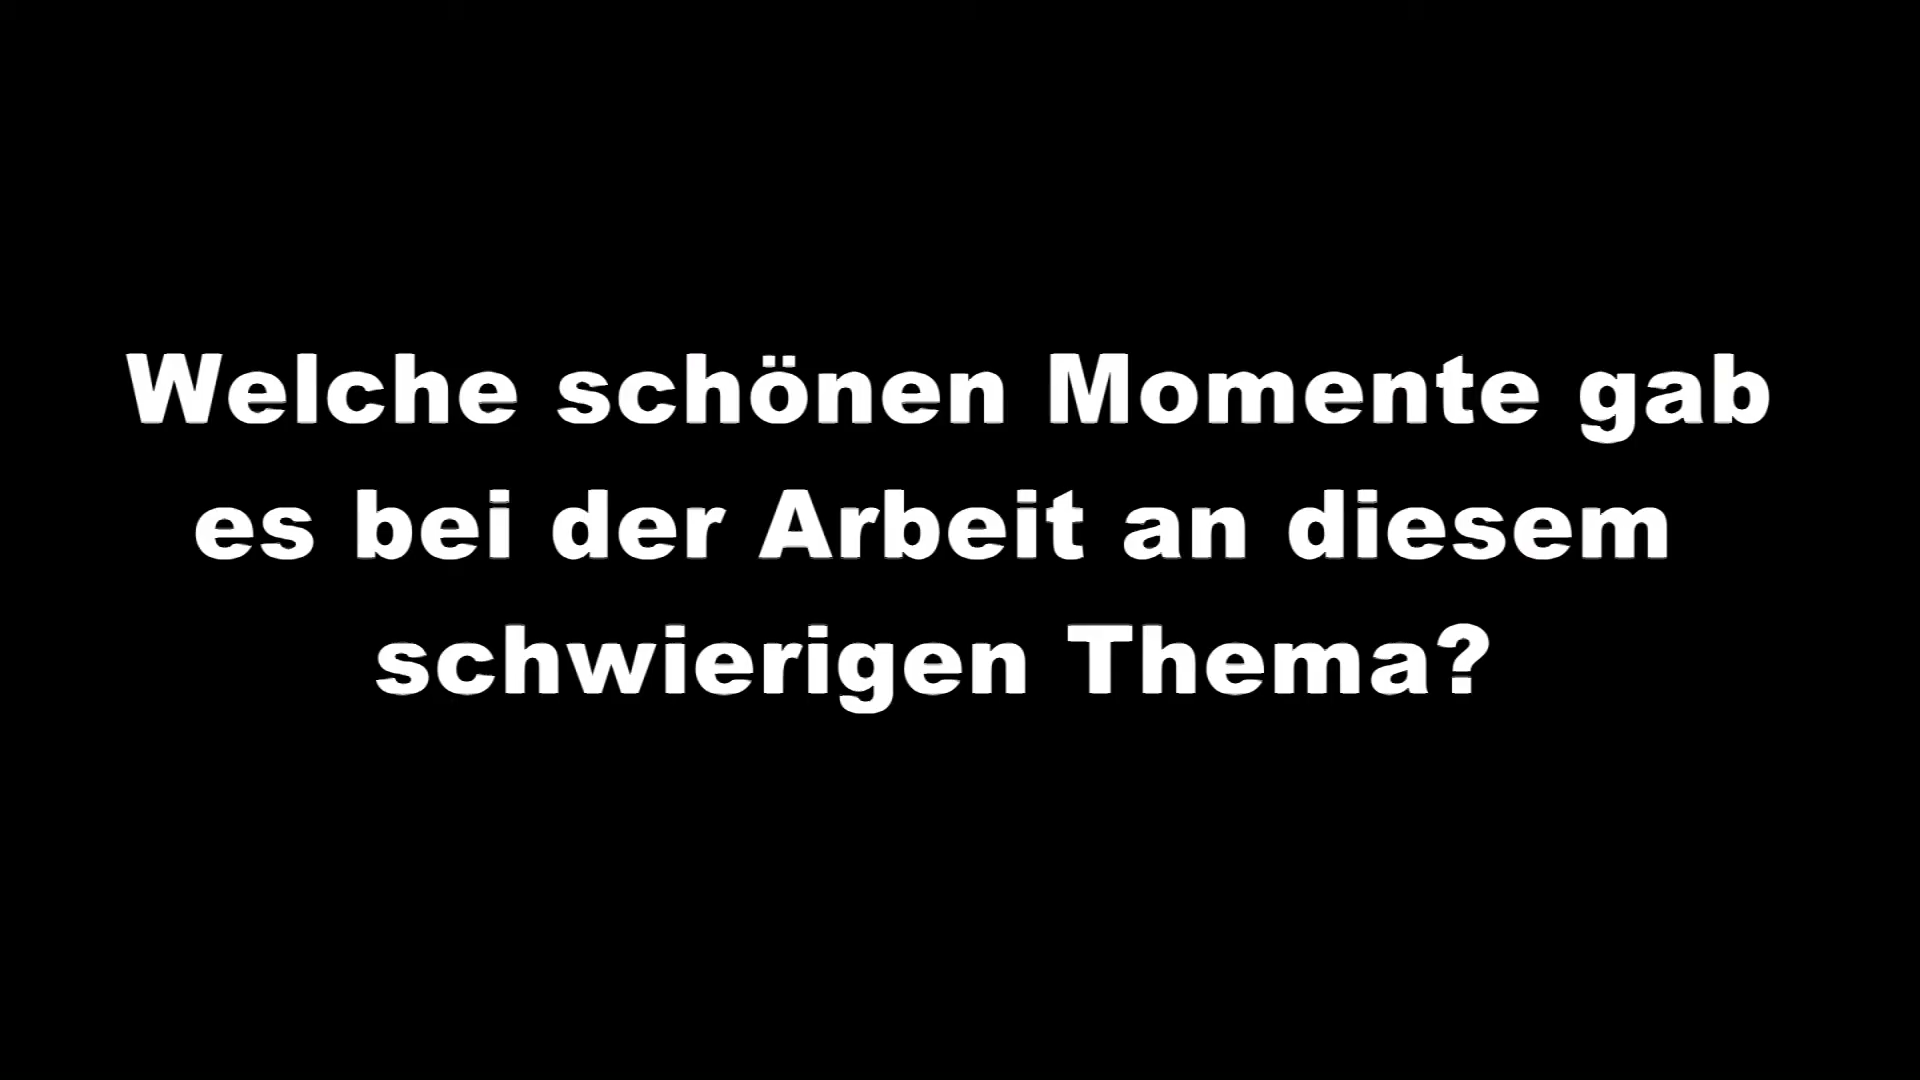 Welche schönen Momente gab
es bei der Arbeit an diesem
schwierigen Thema?